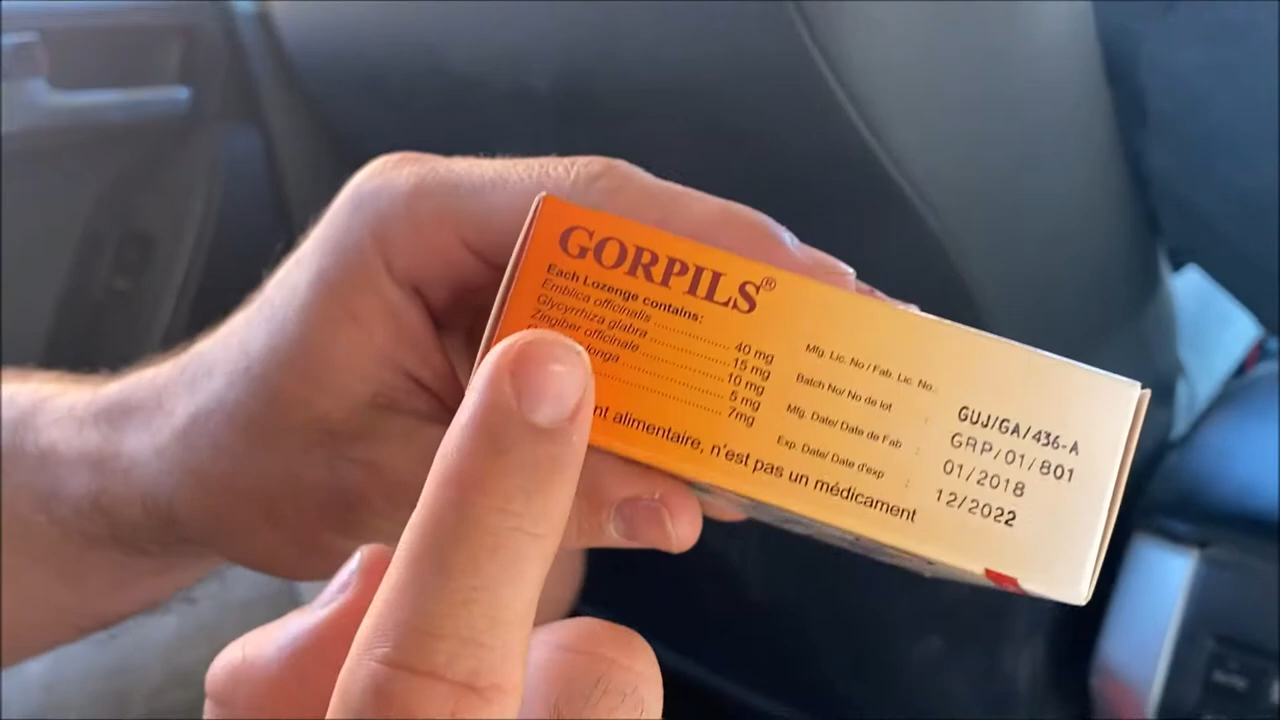 GORPILS®
Each Lozenge contains:
Emblica officinalis .................. 40 mg
Glycyrrhiza glabra .................. 15 mg
Zingiber officinale .................. 10 mg
longa .................. 5 mg
.................. 7mg
alimentaire, n'est pas un médicament
Mfg. Lic. No / Fab. Lic. No. : GUJ/GA/436-A
Batch No/ No de lot : GRP/01/801
Mfg. Date/ Date de Fab : 01/2018
Exp. Date/ Date d'exp : 12/2022